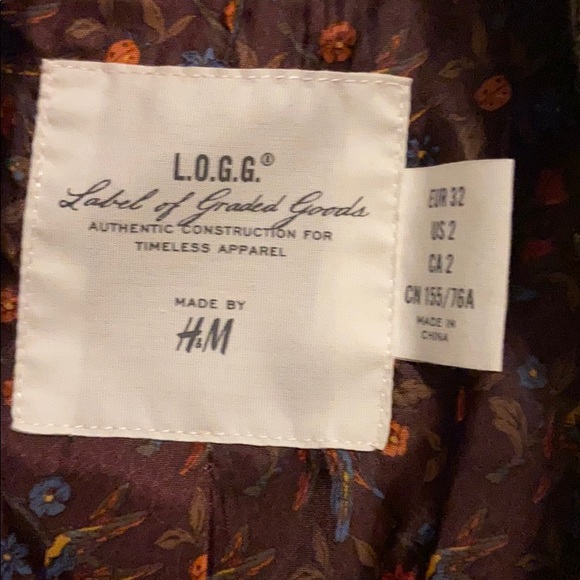 L.O.G.G.®
Label of Graded Goods
AUTHENTIC CONSTRUCTION FOR
TIMELESS APPAREL
MADE BY
H&M
EUR 32
US 2
CA 2
CN 155/76A
MADE IN
CHINA